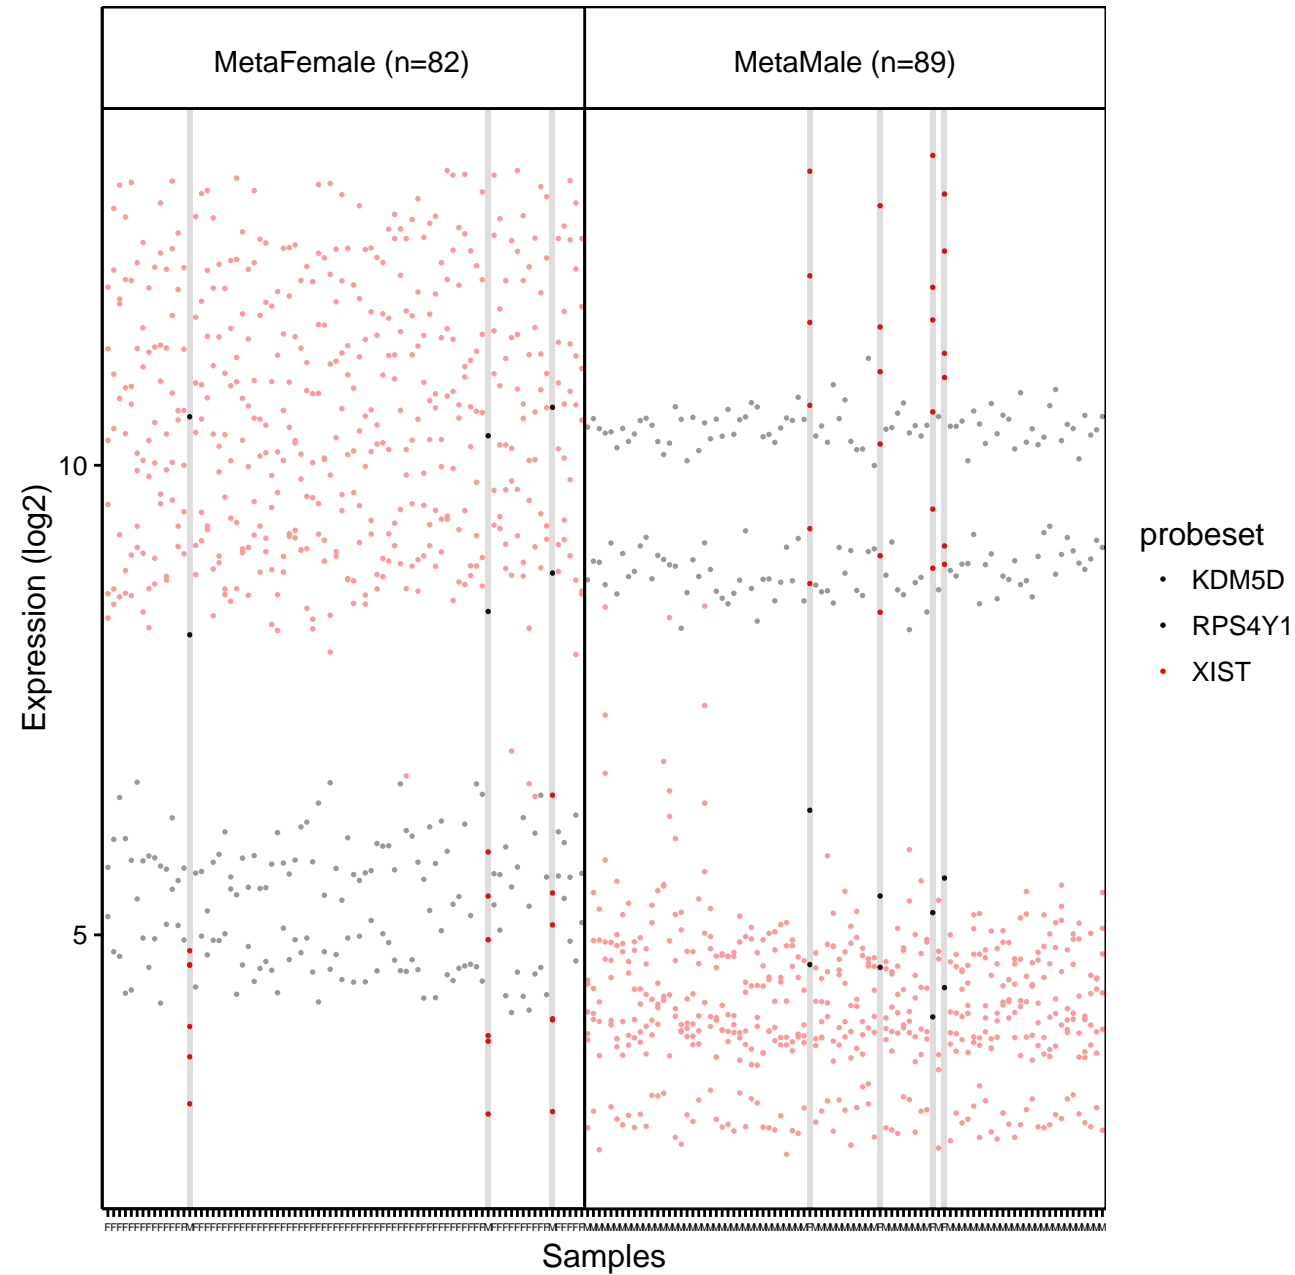 MetaFemale (n=82)
MetaMale (n=89)
10
5
Expression (log2)
Samples
probeset
KDM5D
RPS4Y1
XIST